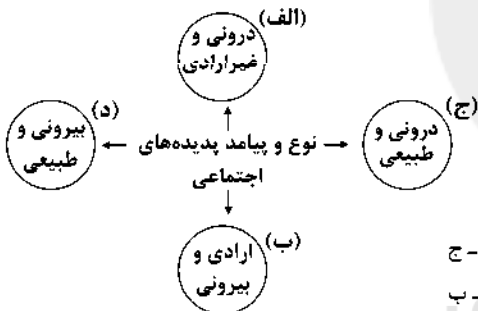 (الف)
درونی و
غیرارادی
(د)
بیرونی و
طبیعی
نوع و پیامد پدیده‌های
اجتماعی
(ج)
درونی و
طبیعی
(ب)
ارادی و
بیرونی
ـ ج
ـ ب